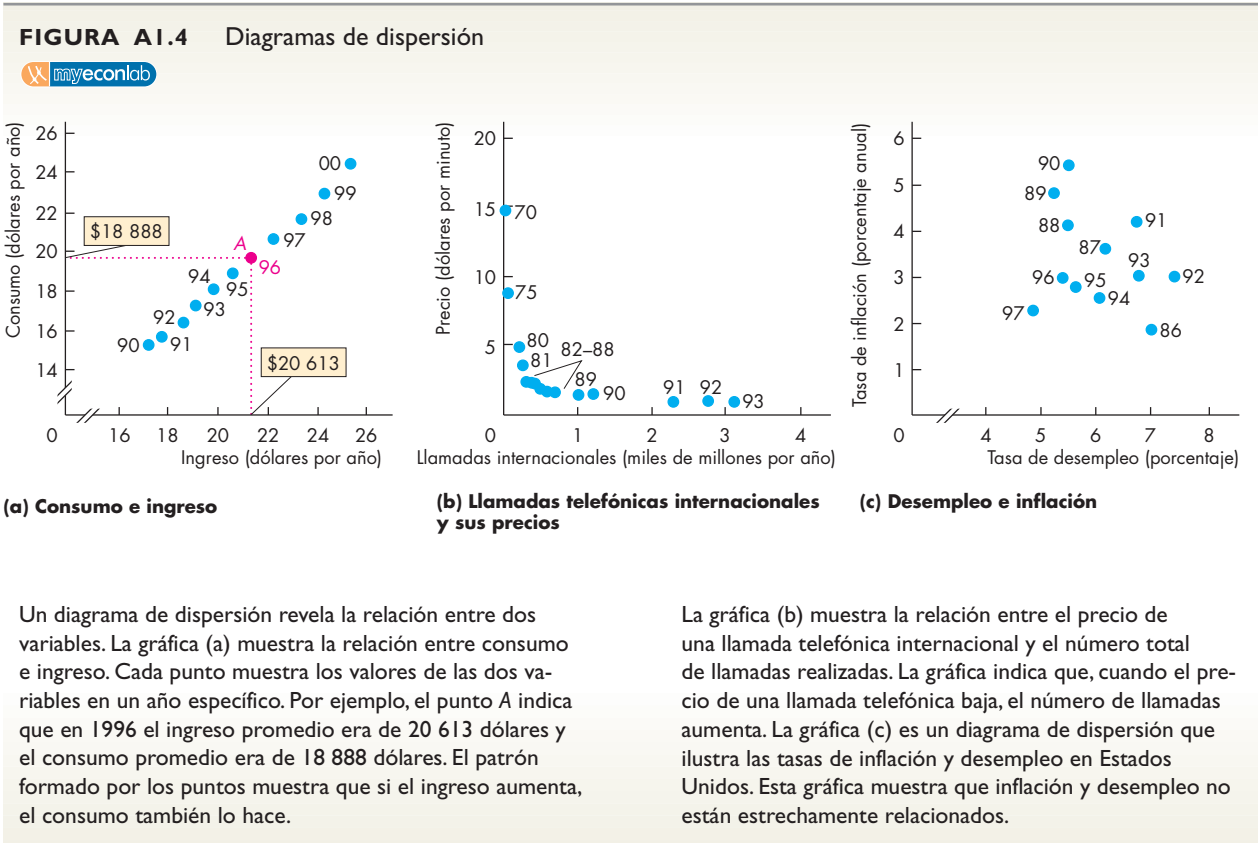 FIGURA A1.4 Diagramas de dispersión
myeconlab
Consumo (dólares por año)
26
24
22
20
18
16
14
0
16 18 20 22 24 26
Ingreso (dólares por año)
$18 888
$20 613
A
00
99
98
97
96
95
94
93
92
91
90
(a) Consumo e ingreso
Precio (dólares por minuto)
20
15
10
5
0 1 2 3 4
Llamadas internacionales (miles de millones por año)
70
75
80
81
82–88
89
90
91
92
93
(b) Llamadas telefónicas internacionales
y sus precios
Tasa de inflación (porcentaje anual)
6
5
4
3
2
1
0 4 5 6 7 8
Tasa de desempleo (porcentaje)
90
89
88
91
87
93
96
95
92
94
97
86
(c) Desempleo e inflación
Un diagrama de dispersión revela la relación entre dos
variables. La gráfica (a) muestra la relación entre consumo
e ingreso. Cada punto muestra los valores de las dos va-
riables en un año específico. Por ejemplo, el punto A indica
que en 1996 el ingreso promedio era de 20 613 dólares y
el consumo promedio era de 18 888 dólares. El patrón
formado por los puntos muestra que si el ingreso aumenta,
el consumo también lo hace.
La gráfica (b) muestra la relación entre el precio de
una llamada telefónica internacional y el número total
de llamadas realizadas. La gráfica indica que, cuando el pre-
cio de una llamada telefónica baja, el número de llamadas
aumenta. La gráfica (c) es un diagrama de dispersión que
ilustra las tasas de inflación y desempleo en Estados
Unidos. Esta gráfica muestra que inflación y desempleo no
están estrechamente relacionados.